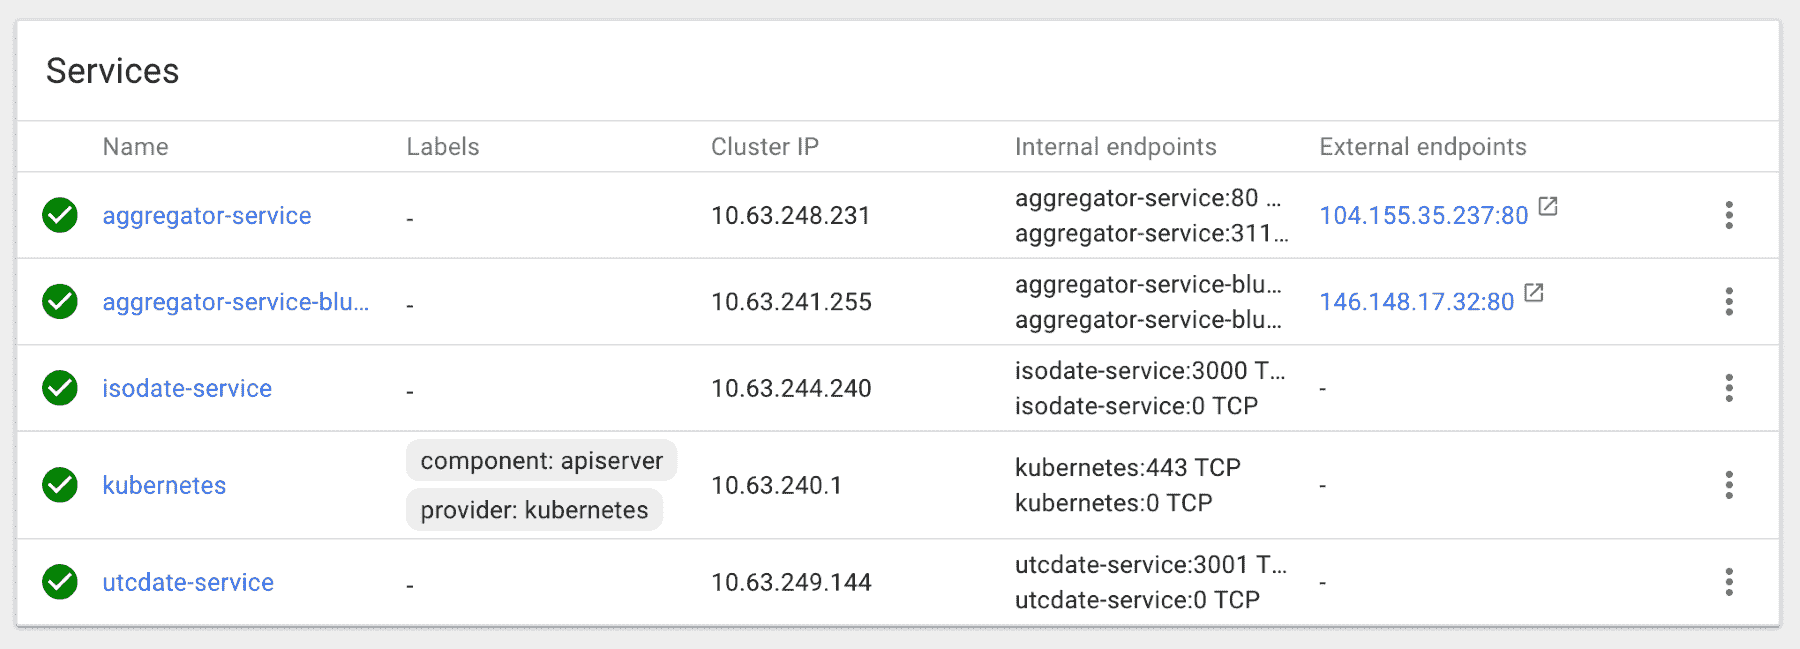 Services
Name Labels Cluster IP Internal endpoints External endpoints
aggregator-service - 10.63.248.231 aggregator-service:80 ... 104.155.35.237:80
aggregator-service:311...
aggregator-service-blu... - 10.63.241.255 aggregator-service-blu... 146.148.17.32:80
aggregator-service-blu...
isodate-service - 10.63.244.240 isodate-service:3000 T... -
isodate-service:0 TCP
kubernetes component: apiserver 10.63.240.1 kubernetes:443 TCP -
provider: kubernetes kubernetes:0 TCP
utcdate-service - 10.63.249.144 utcdate-service:3001 T... -
utcdate-service:0 TCP